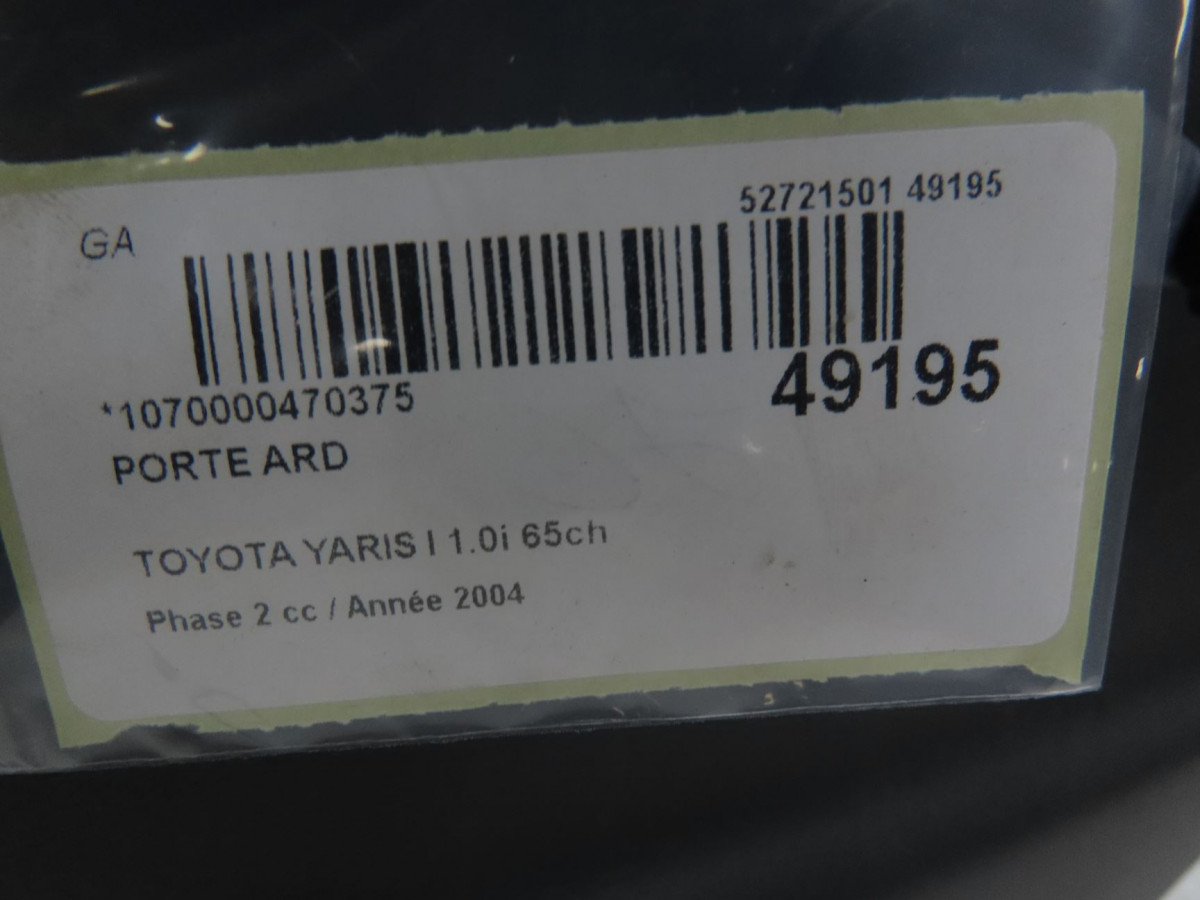 GA
52721501 49195
*1070000470375
49195
PORTE ARD
TOYOTA YARIS I 1.0i 65ch
Phase 2 cc / Année 2004